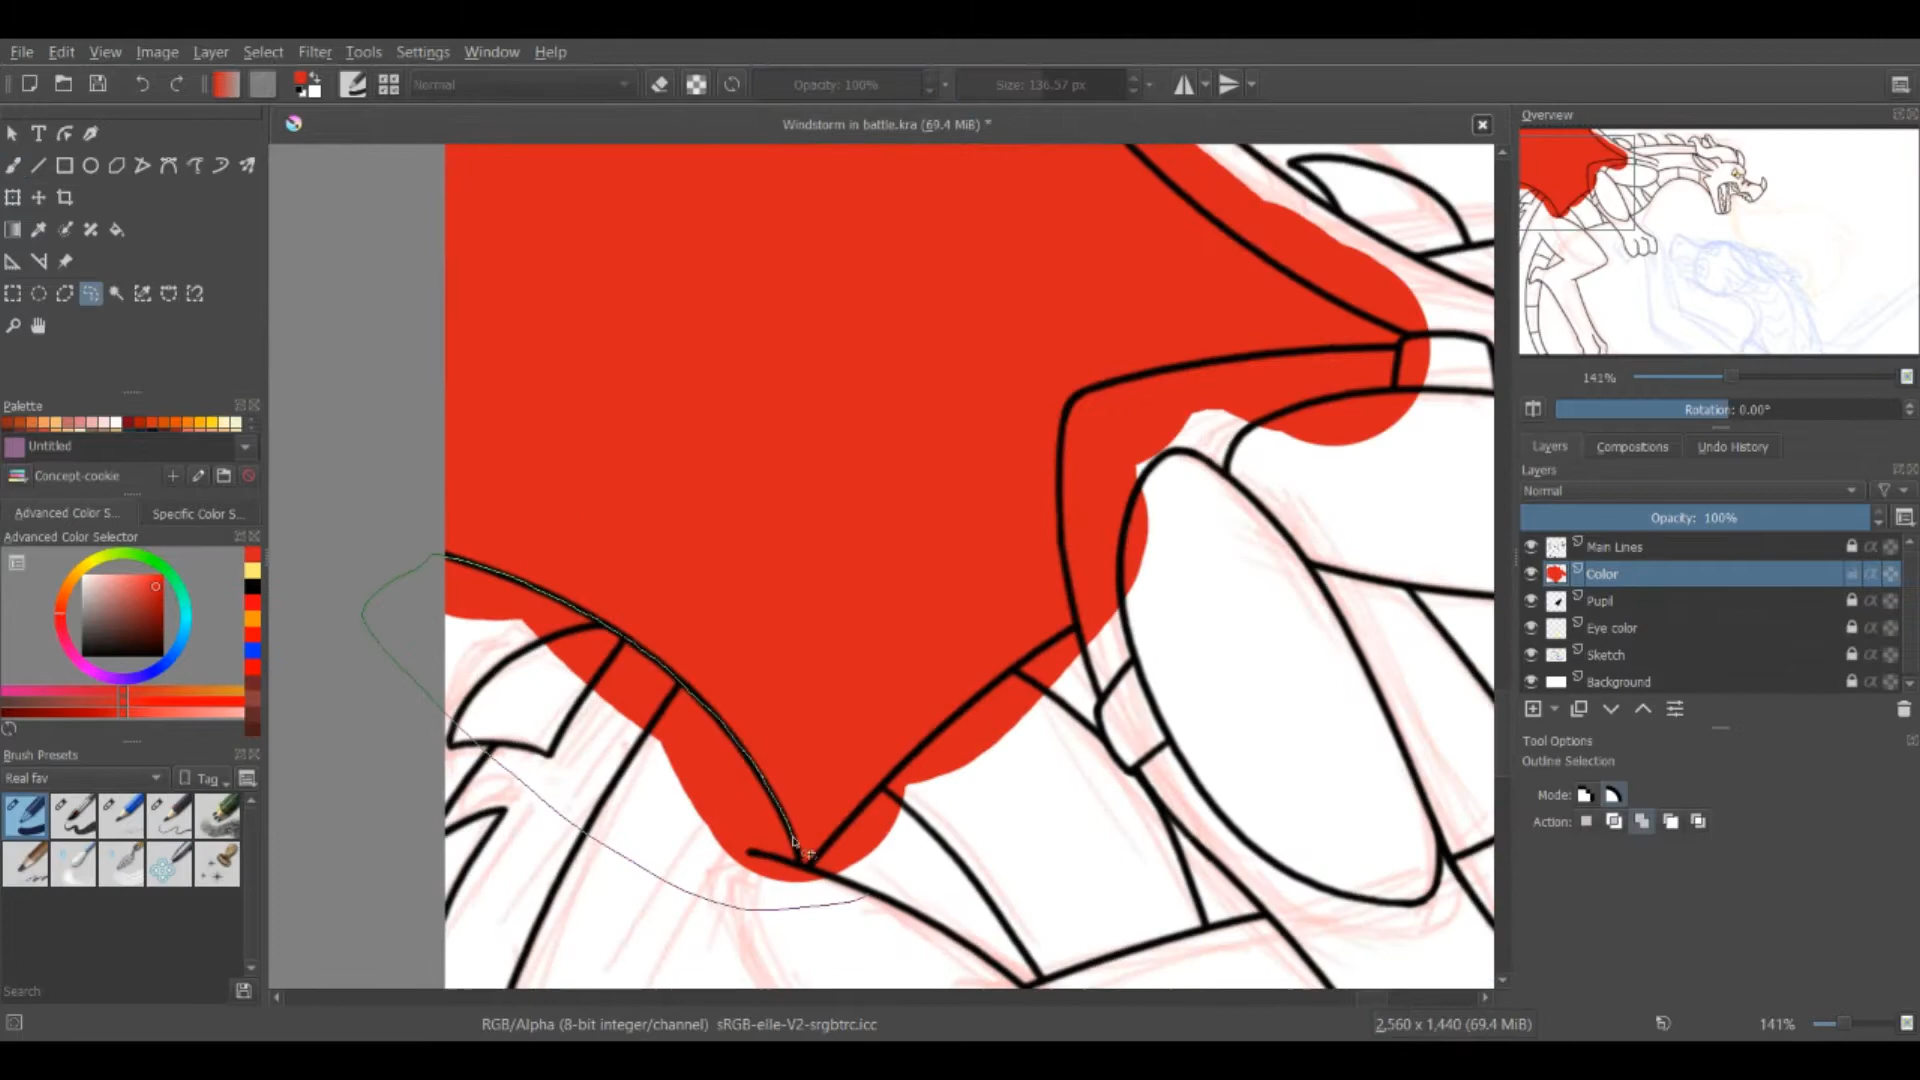 File Edit View Image Layer Select Filter Tools Settings Window Help
Normal Opacity: 100% Size: 136.57 px
Windstorm in battle.kra (69.4 MiB) *
Overview
141%
Rotation: 0.00°
Palette
Untitled
Concept-cookie
Advanced Color S... Specific Color S...
Advanced Color Selector
Brush Presets
Real fav Tag
Search
Layers Compositions Undo History
Layers
Normal
Opacity: 100%
Main Lines
Color
Pupil
Eye color
Sketch
Background
Tool Options
Outline Selection
Mode:
Action:
RGB/Alpha (8-bit integer/channel) sRGB-elle-V2-srgbtrc.icc
2,560 x 1,440 (69.4 MiB)
141%